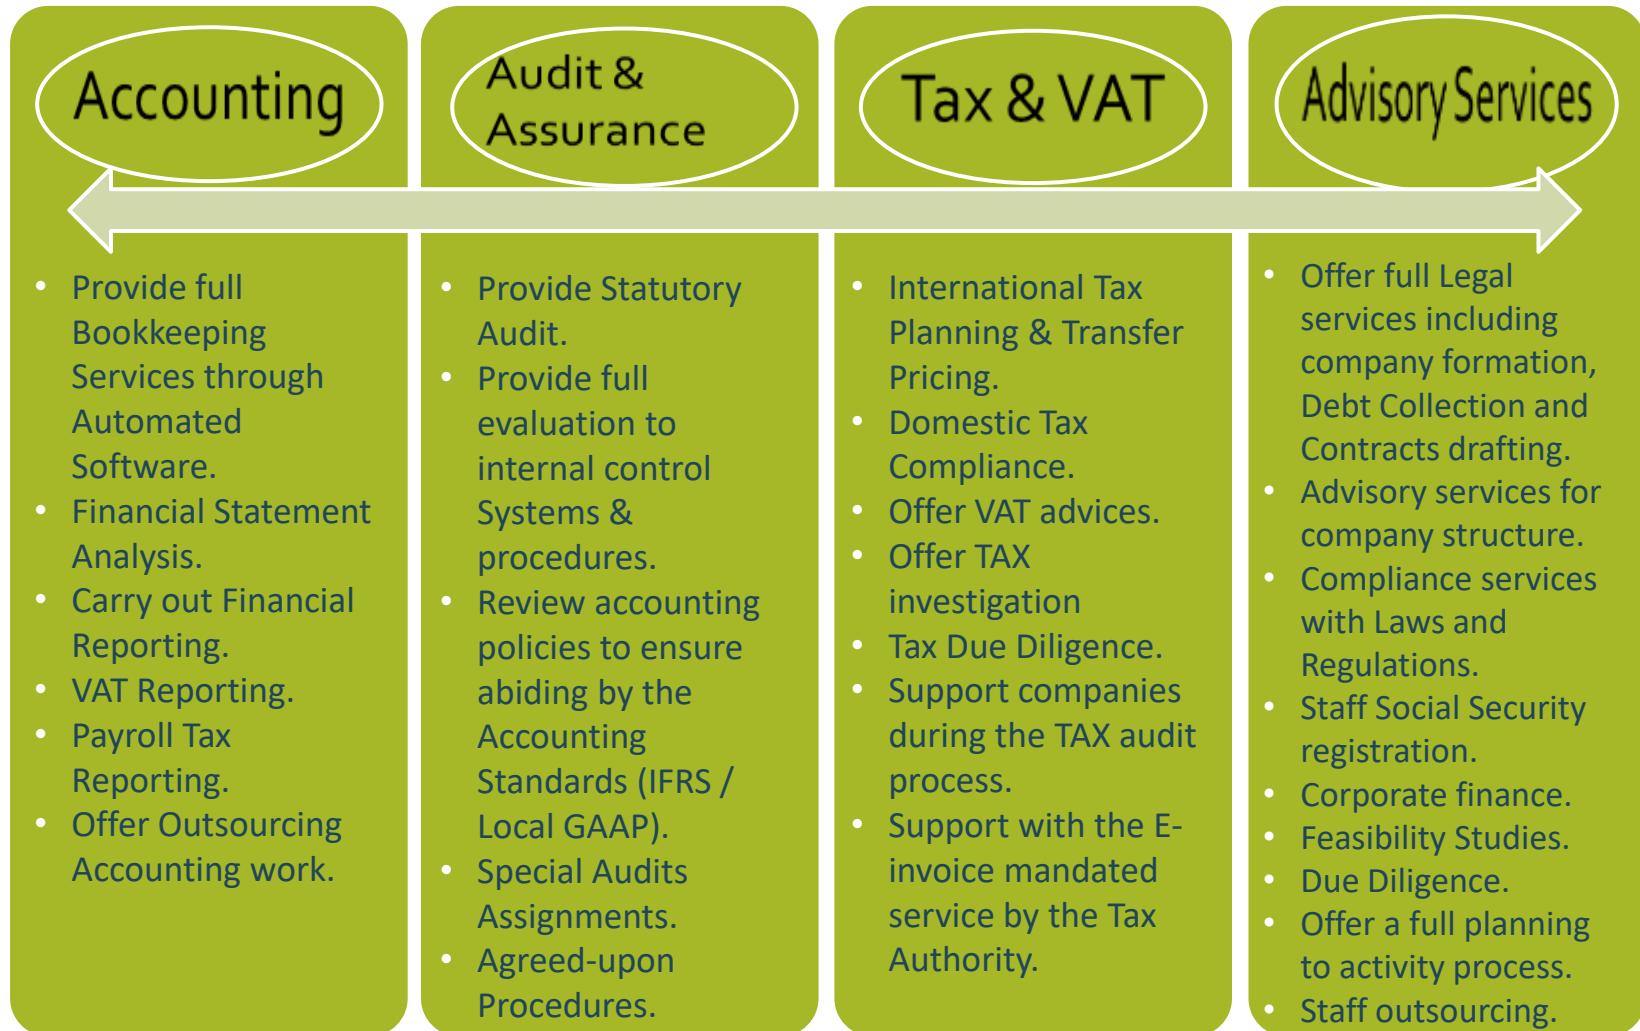 Accounting
• Provide full
Bookkeeping
Services through
Automated
Software.
• Financial Statement
Analysis.
• Carry out Financial
Reporting.
• VAT Reporting.
• Payroll Tax
Reporting.
• Offer Outsourcing
Accounting work.
Audit &
Assurance
• Provide Statutory
Audit.
• Provide full
evaluation to
internal control
Systems &
procedures.
• Review accounting
policies to ensure
abiding by the
Accounting
Standards (IFRS /
Local GAAP).
• Special Audits
Assignments.
• Agreed-upon
Procedures.
Tax & VAT
• International Tax
Planning & Transfer
Pricing.
• Domestic Tax
Compliance.
• Offer VAT advices.
• Offer TAX
investigation
• Tax Due Diligence.
• Support companies
during the TAX audit
process.
• Support with the E-
invoice mandated
service by the Tax
Authority.
Advisory Services
• Offer full Legal
services including
company formation,
Debt Collection and
Contracts drafting.
• Advisory services for
company structure.
• Compliance services
with Laws and
Regulations.
• Staff Social Security
registration.
• Corporate finance.
• Feasibility Studies.
• Due Diligence.
• Offer a full planning
to activity process.
• Staff outsourcing.